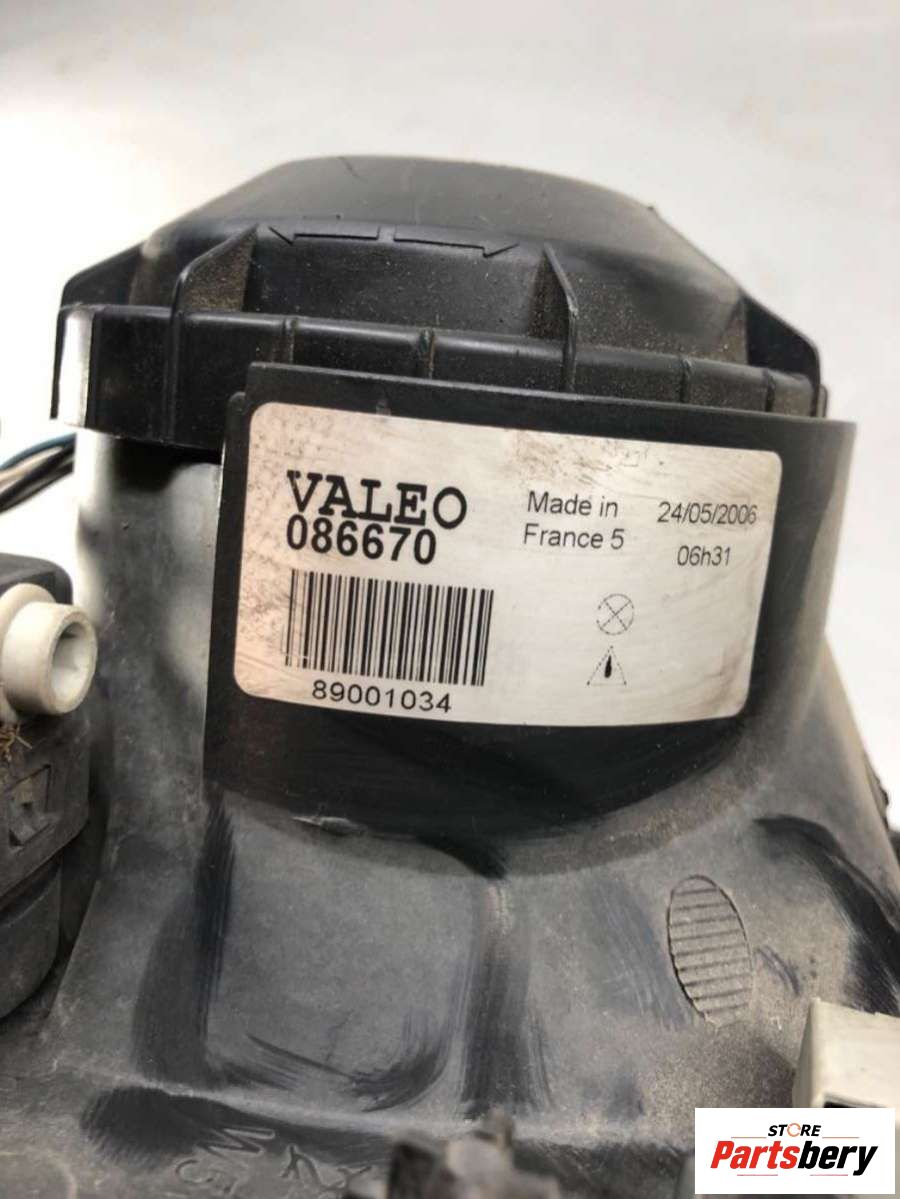 VALEO
086670
89001034
Made in
France 5
24/05/2006
06h31
STORE
Partsbery